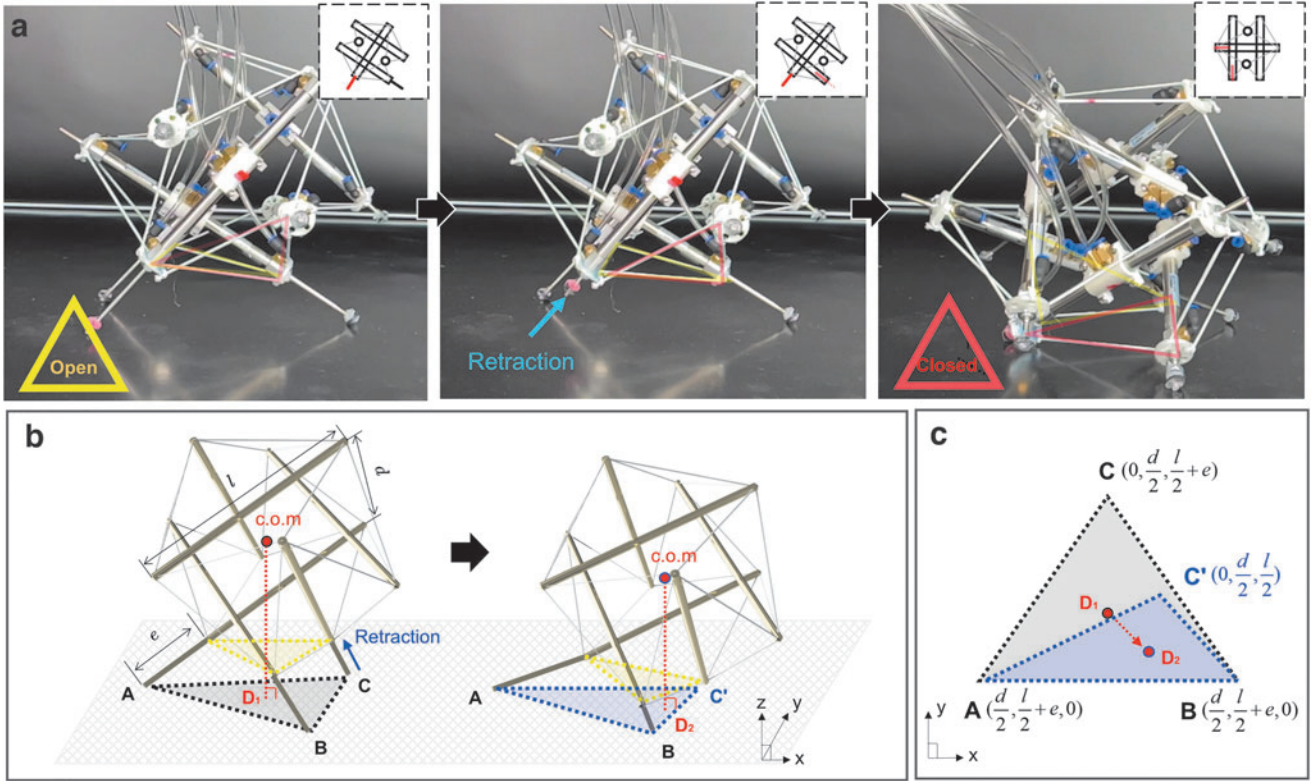 a
Open
Retraction
Closed
b
l
d
c.o.m
e
Retraction
A
D₁
C
B
c.o.m
A
C'
D₂
B
z
y
x
c
C (0, d/2, l/2 + e)
C' (0, d/2, l/2)
D₁
D₂
A (d/2, l/2 + e, 0)
B (d/2, l/2 + e, 0)
y
x